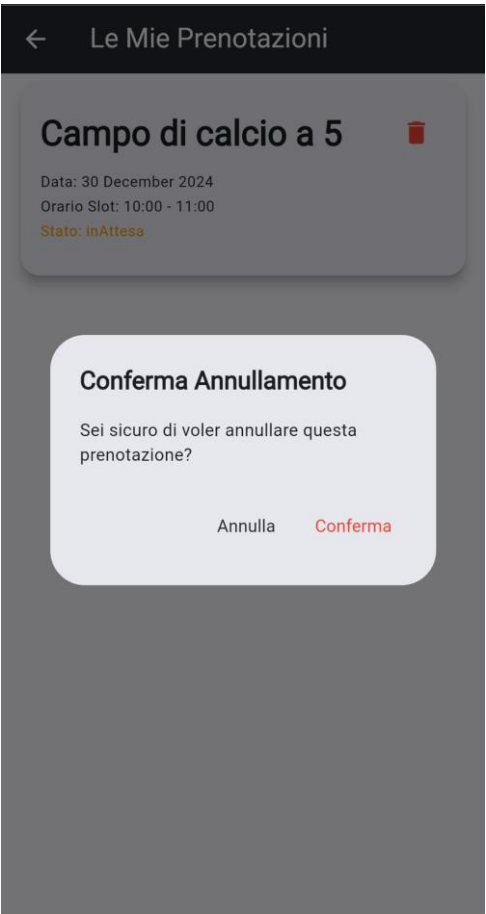 Le Mie Prenotazioni
Campo di calcio a 5
Data: 30 December 2024
Orario Slot: 10:00 - 11:00
Stato: inAttesa
Conferma Annullamento
Sei sicuro di voler annullare questa
prenotazione?
Annulla Conferma